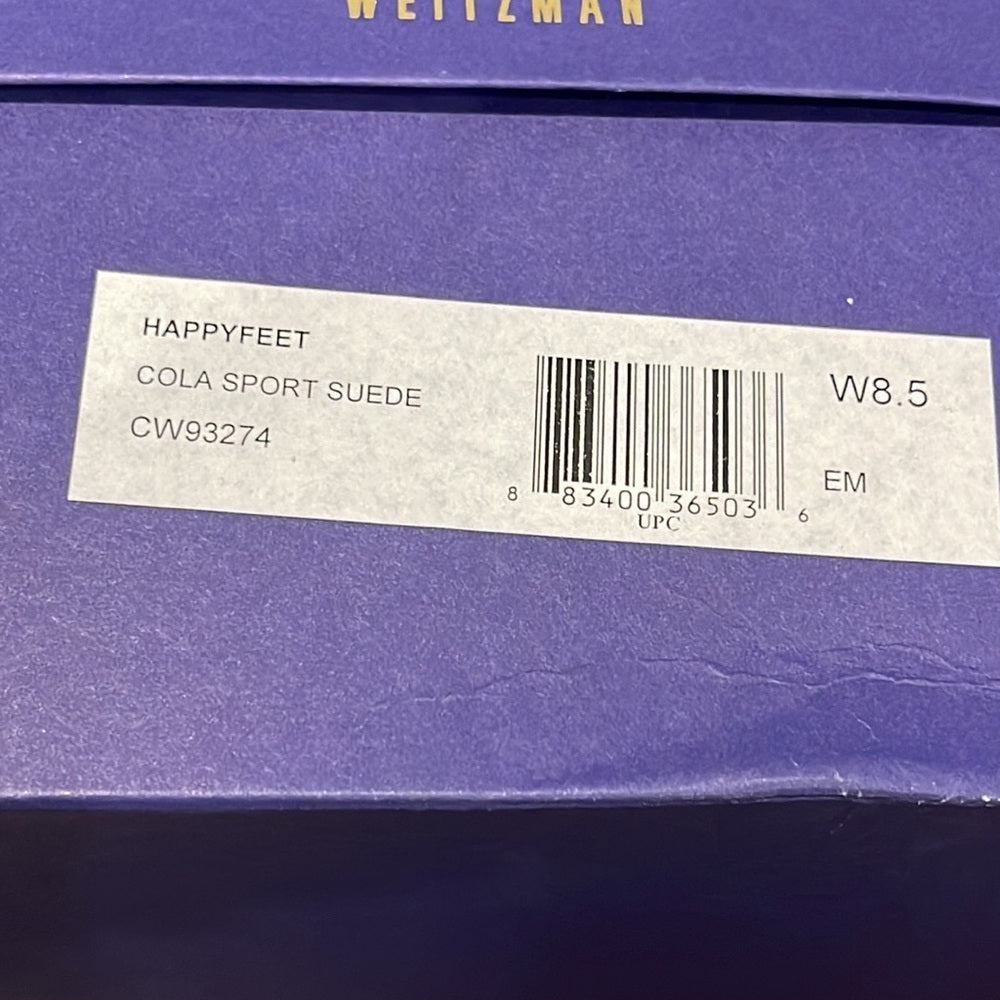 WEITZMAN
HAPPYFEET
COLA SPORT SUEDE
CW93274
W8.5
EM
8 83400 36503 6
UPC